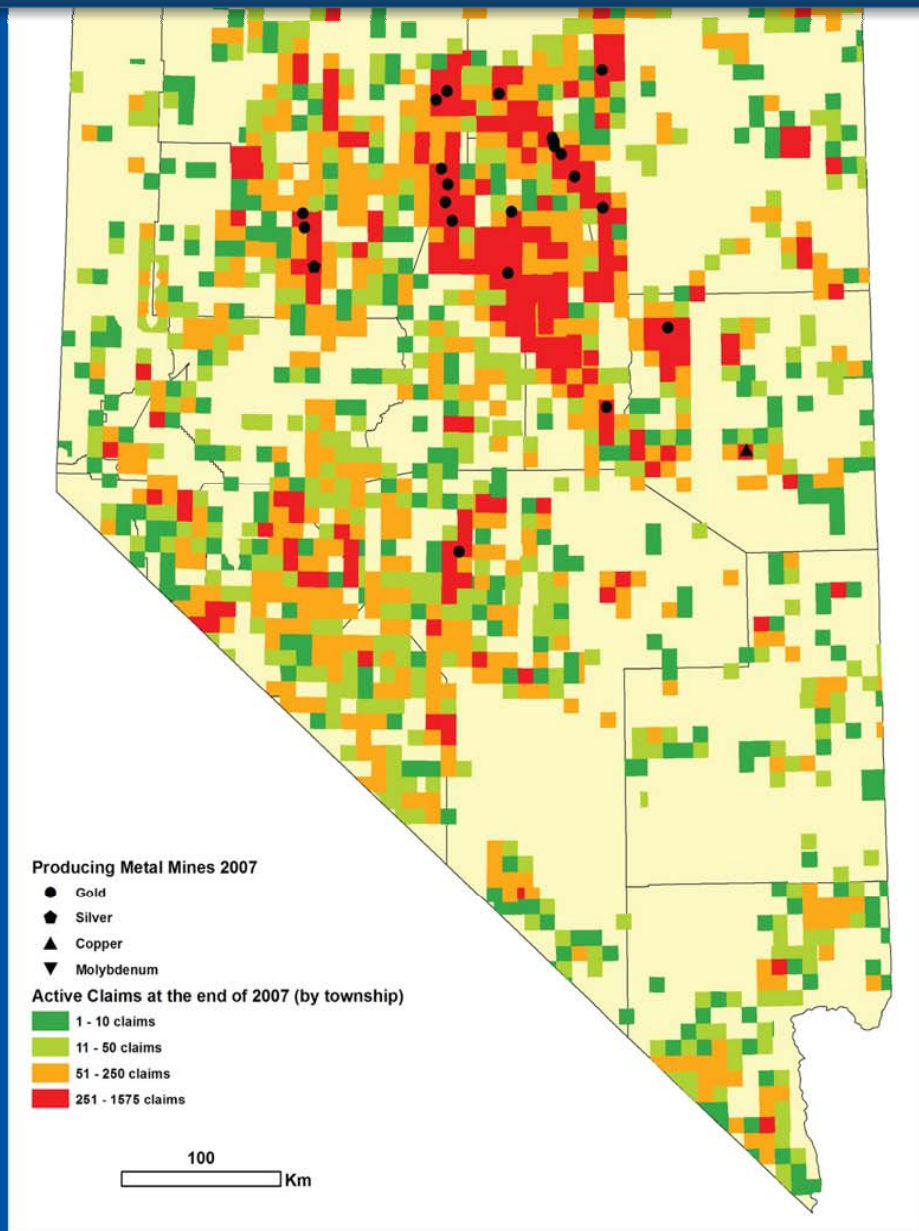 Producing Metal Mines 2007
Gold
Silver
Copper
Molybdenum
Active Claims at the end of 2007 (by township)
1 - 10 claims
11 - 50 claims
51 - 250 claims
251 - 1575 claims
100
Km